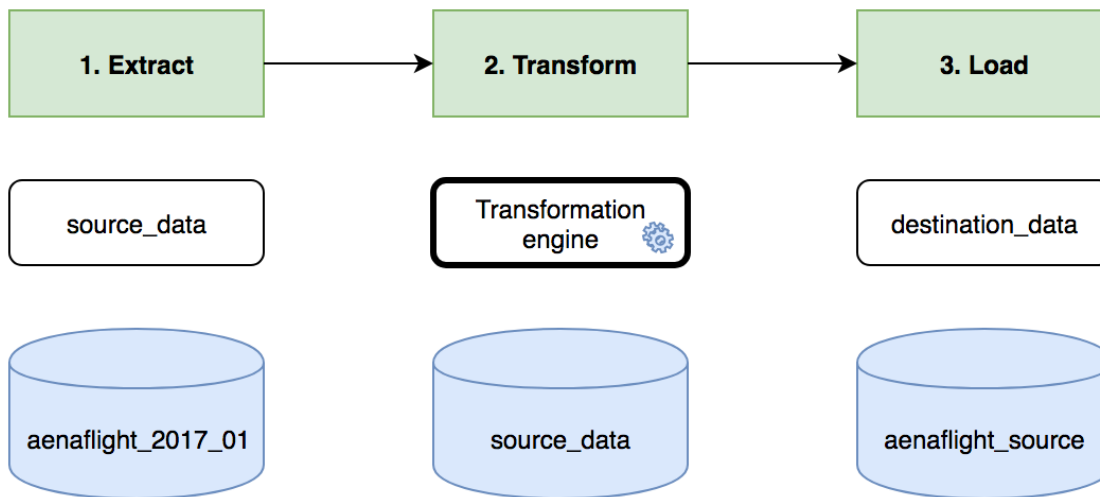 1. Extract
2. Transform
3. Load
source_data
Transformation
engine
destination_data
aenaflight_2017_01
source_data
aenaflight_source